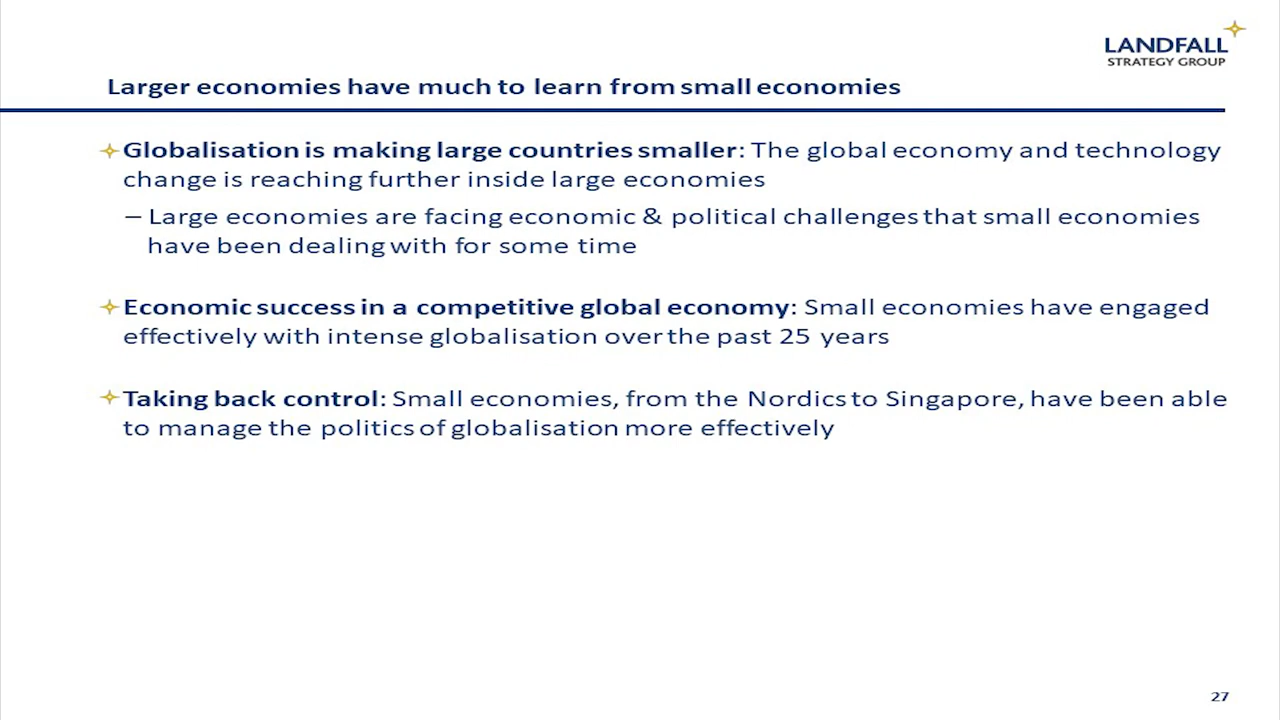 LANDFALL
STRATEGY GROUP
Larger economies have much to learn from small economies
Globalisation is making large countries smaller: The global economy and technology
change is reaching further inside large economies
– Large economies are facing economic & political challenges that small economies
have been dealing with for some time
Economic success in a competitive global economy: Small economies have engaged
effectively with intense globalisation over the past 25 years
Taking back control: Small economies, from the Nordics to Singapore, have been able
to manage the politics of globalisation more effectively
27